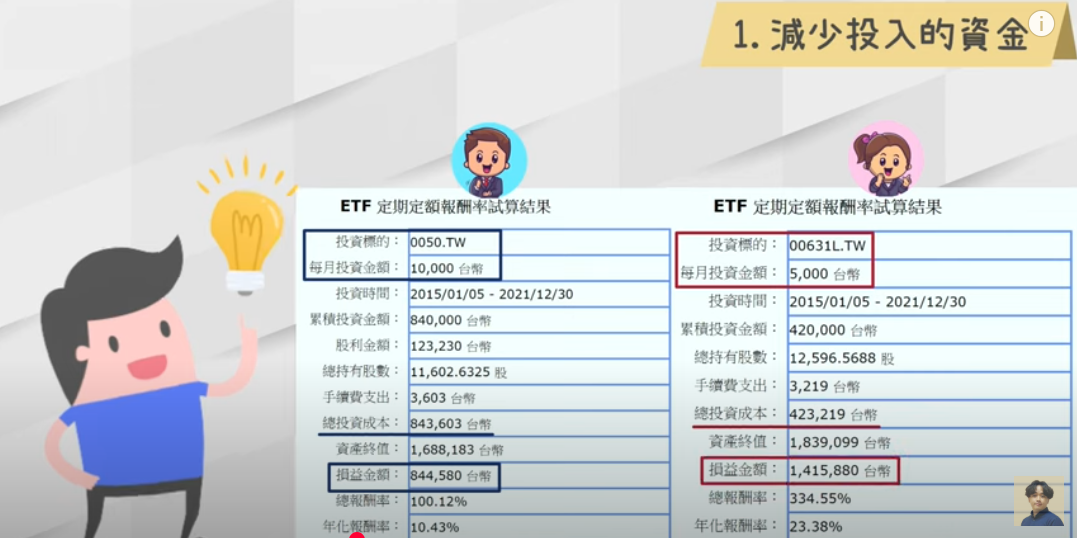 1. 減少投入的資金
ETF 定期定額報酬率試算結果
投資標的： 0050.TW
每月投資金額： 10,000 台幣
投資時間： 2015/01/05 - 2021/12/30
累積投資金額： 840,000 台幣
股利金額： 123,230 台幣
總持有股數： 11,602.6325 股
手續費支出： 3,603 台幣
總投資成本： 843,603 台幣
資產終值： 1,688,183 台幣
損益金額： 844,580 台幣
總報酬率： 100.12%
年化報酬率： 10.43%
ETF 定期定額報酬率試算結果
投資標的： 00631L.TW
每月投資金額： 5,000 台幣
投資時間： 2015/01/05 - 2021/12/30
累積投資金額： 420,000 台幣
總持有股數： 12,596.5688 股
手續費支出： 3,219 台幣
總投資成本： 423,219 台幣
資產終值： 1,839,099 台幣
損益金額： 1,415,880 台幣
總報酬率： 334.55%
年化報酬率： 23.38%